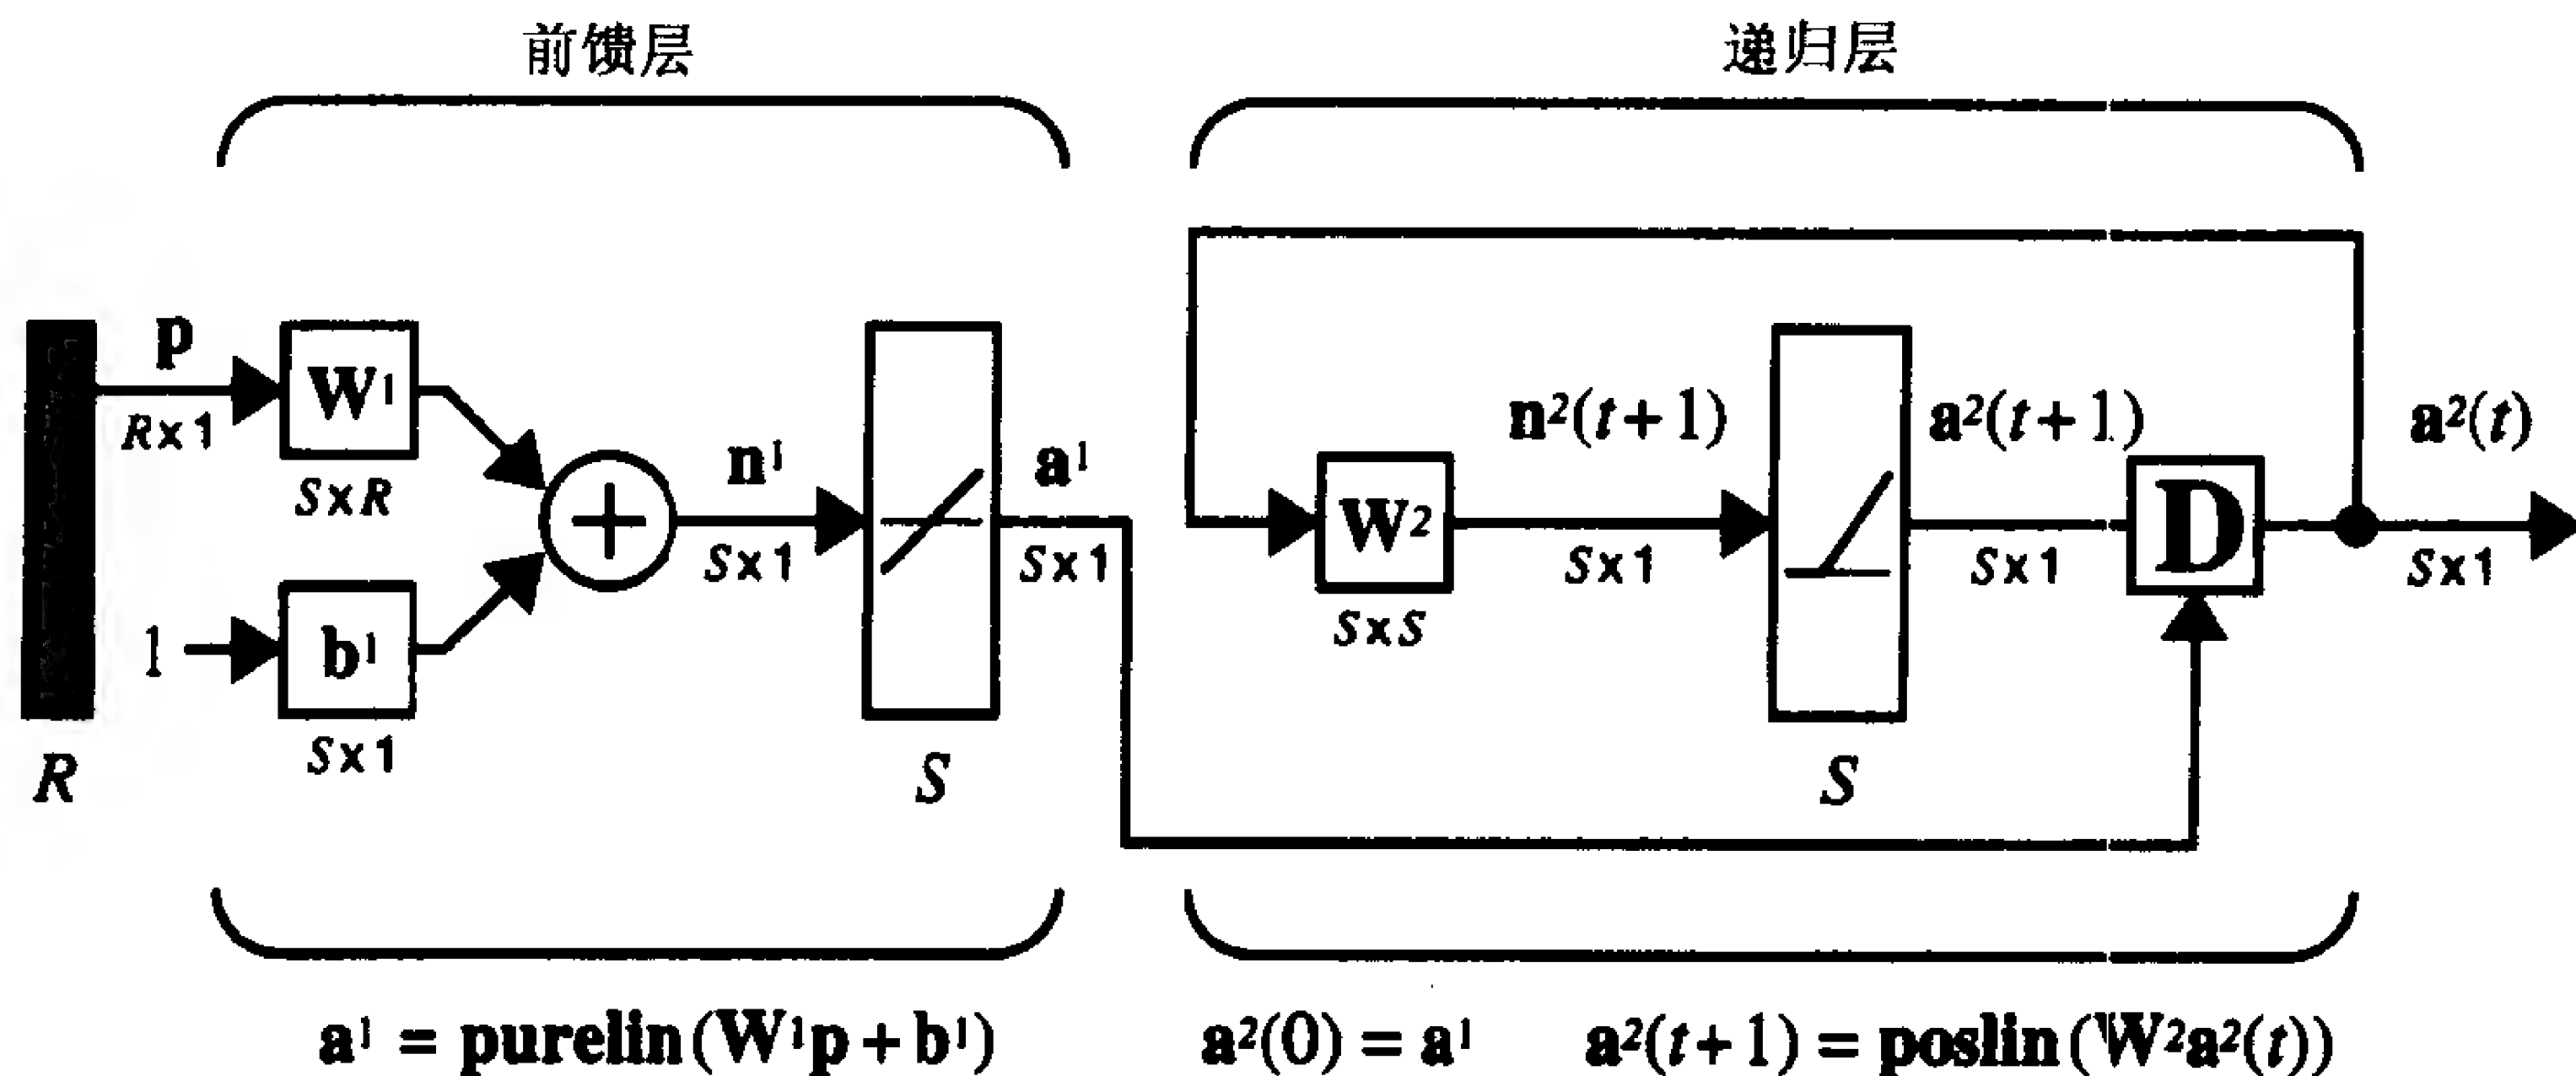 前馈层
递归层
p
R×1
W¹
S×R
1
b¹
S×1
R
n¹
S×1
a¹
S×1
S
W²
S×S
n²(t+1)
S×1
a²(t+1)
S×1
S
D
a²(t)
S×1
a¹ = purelin(W¹p + b¹)
a²(0) = a¹
a²(t+1) = poslin(W²a²(t))